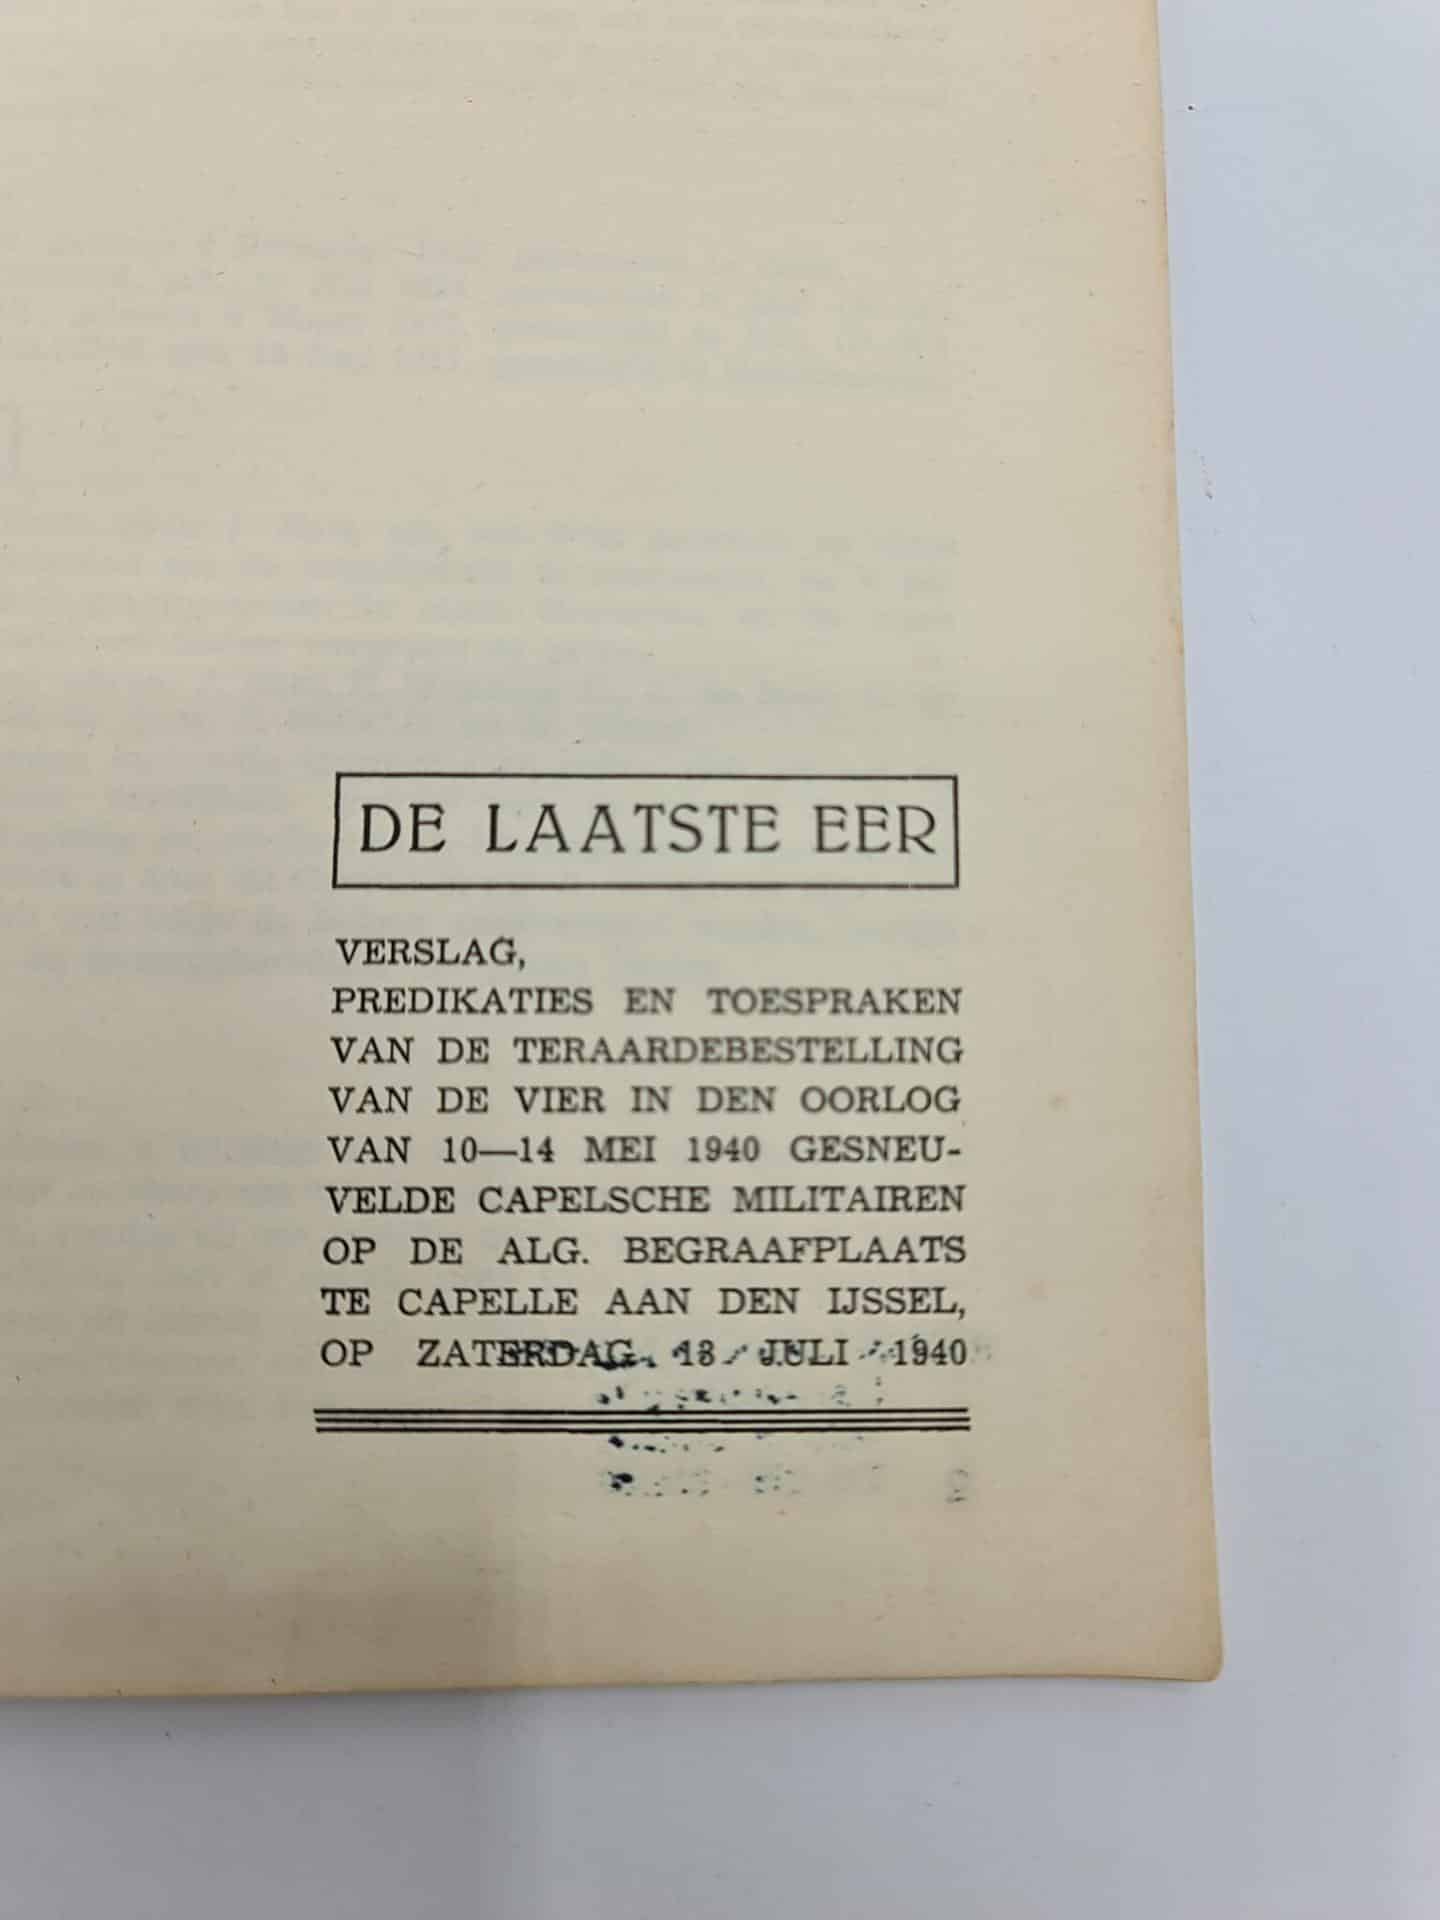 DE LAATSTE EER
VERSLAG,
PREDIKATIES EN TOESPRAKEN
VAN DE TERAARDEBESTELLING
VAN DE VIER IN DEN OORLOG
VAN 10—14 MEI 1940 GESNEU-
VELDE CAPELSCHE MILITAIREN
OP DE ALG. BEGRAAFPLAATS
TE CAPELLE AAN DEN IJSSEL,
OP ZATERDAG 13 JULI 1940